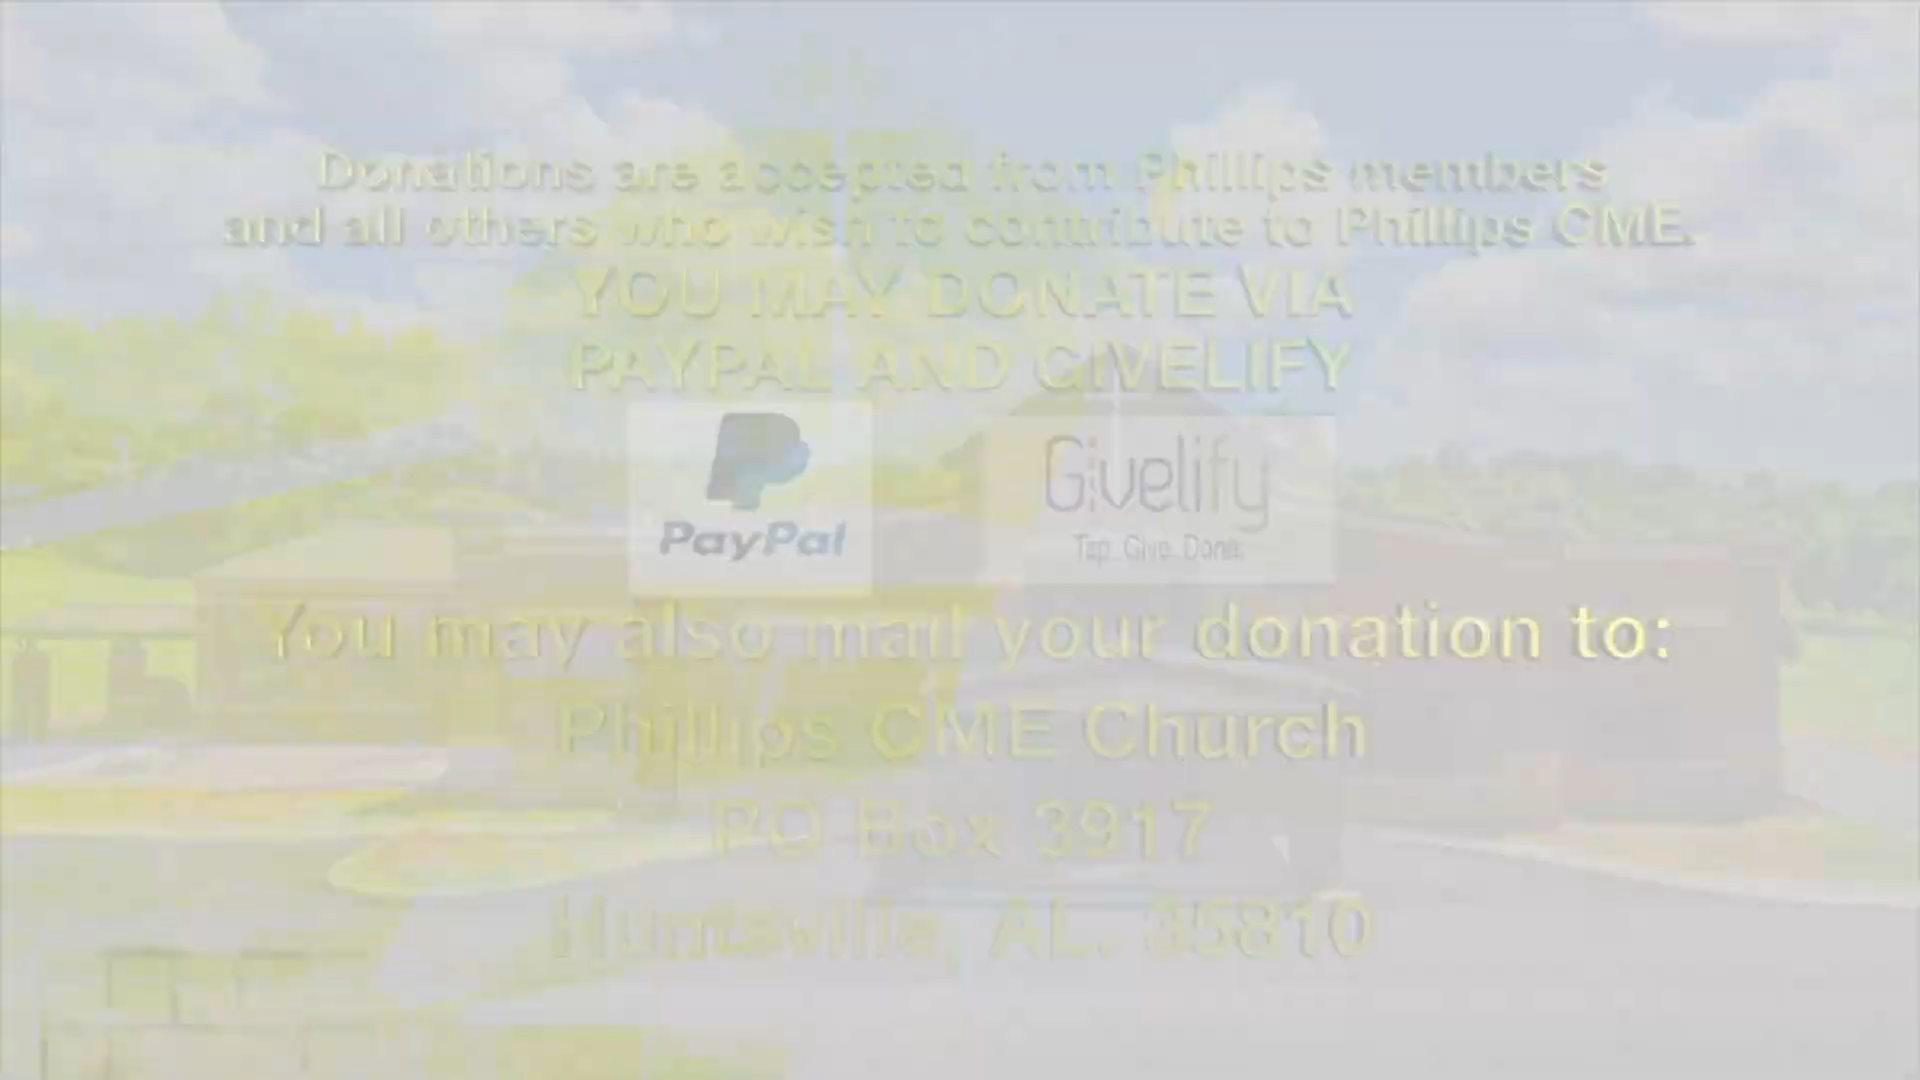 Donations are accepted from Phillips members
and all others who wish to contribute to Phillips CME.
YOU MAY DONATE VIA
PAYPAL AND GIVELIFY
PayPal
Givelify
Tap. Give. Done.
You may also mail your donation to:
Phillips CME Church
PO Box 3917
Huntsville, AL. 35810